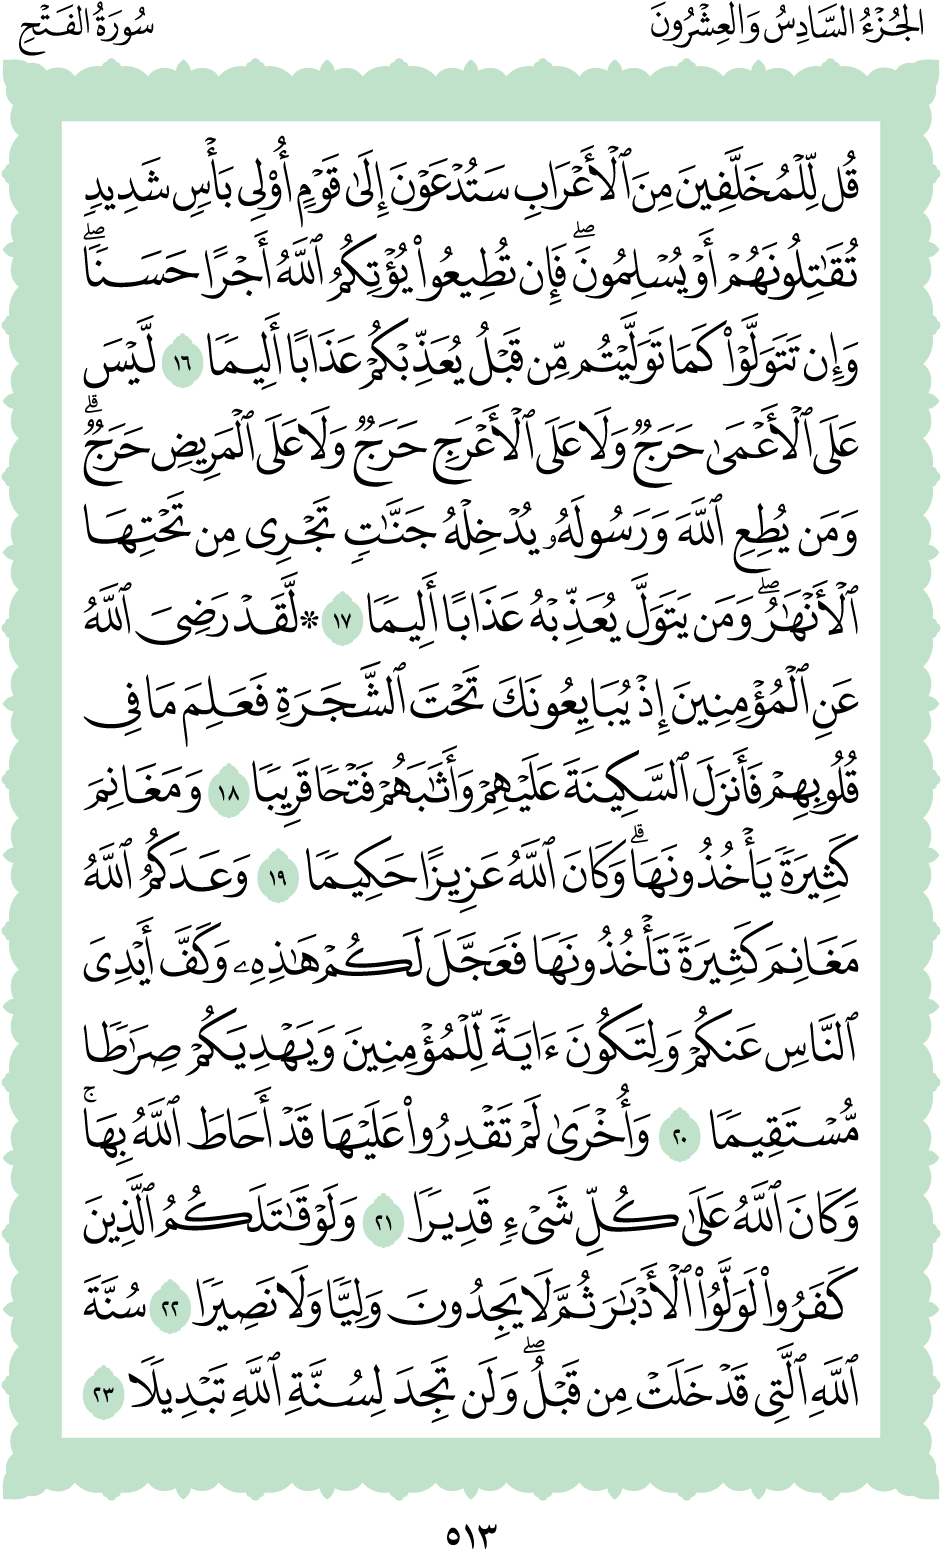 الجُزْءُ السَّادِسُ وَالعِشْرُونَ
سُورَةُ الفَتْحِ
قُل لِّلْمُخَلَّفِينَ مِنَ ٱلْأَعْرَابِ سَتُدْعَوْنَ إِلَىٰ قَوْمٍ أُو۟لِى بَأْسٍ شَدِيدٍ
تُقَـٰتِلُونَهُمْ أَوْ يُسْلِمُونَ ۖ فَإِن تُطِيعُوا۟ يُؤْتِكُمُ ٱللَّهُ أَجْرًا حَسَنًا ۖ
وَإِن تَتَوَلَّوْا۟ كَمَا تَوَلَّيْتُم مِّن قَبْلُ يُعَذِّبْكُمْ عَذَابًا أَلِيمًا ١٦ لَّيْسَ
عَلَى ٱلْأَعْمَىٰ حَرَجٌ وَلَا عَلَى ٱلْأَعْرَجِ حَرَجٌ وَلَا عَلَى ٱلْمَرِيضِ حَرَجٌ ۗ
وَمَن يُطِعِ ٱللَّهَ وَرَسُولَهُۥ يُدْخِلْهُ جَنَّـٰتٍ تَجْرِى مِن تَحْتِهَا
ٱلْأَنْهَـٰرُ ۖ وَمَن يَتَوَلَّ يُعَذِّبْهُ عَذَابًا أَلِيمًا ١٧ * لَّقَدْ رَضِىَ ٱللَّهُ
عَنِ ٱلْمُؤْمِنِينَ إِذْ يُبَايِعُونَكَ تَحْتَ ٱلشَّجَرَةِ فَعَلِمَ مَا فِى
قُلُوبِهِمْ فَأَنزَلَ ٱلسَّكِينَةَ عَلَيْهِمْ وَأَثَـٰبَهُمْ فَتْحًا قَرِيبًا ١٨ وَمَغَانِمَ
كَثِيرَةً يَأْخُذُونَهَا ۗ وَكَانَ ٱللَّهُ عَزِيزًا حَكِيمًا ١٩ وَعَدَكُمُ ٱللَّهُ
مَغَانِمَ كَثِيرَةً تَأْخُذُونَهَا فَعَجَّلَ لَكُمْ هَـٰذِهِۦ وَكَفَّ أَيْدِىَ
ٱلنَّاسِ عَنكُمْ وَلِتَكُونَ ءَايَةً لِّلْمُؤْمِنِينَ وَيَهْدِيَكُمْ صِرَٰطًا
مُّسْتَقِيمًا ٢٠ وَأُخْرَىٰ لَمْ تَقْدِرُوا۟ عَلَيْهَا قَدْ أَحَاطَ ٱللَّهُ بِهَا ۚ
وَكَانَ ٱللَّهُ عَلَىٰ كُلِّ شَىْءٍ قَدِيرًا ٢١ وَلَوْ قَـٰتَلَكُمُ ٱلَّذِينَ
كَفَرُوا۟ لَوَلَّوُا۟ ٱلْأَدْبَـٰرَ ثُمَّ لَا يَجِدُونَ وَلِيًّا وَلَا نَصِيرًا ٢٢ سُنَّةَ
ٱللَّهِ ٱلَّتِى قَدْ خَلَتْ مِن قَبْلُ ۖ وَلَن تَجِدَ لِسُنَّةِ ٱللَّهِ تَبْدِيلًا ٢٣
٥١٣